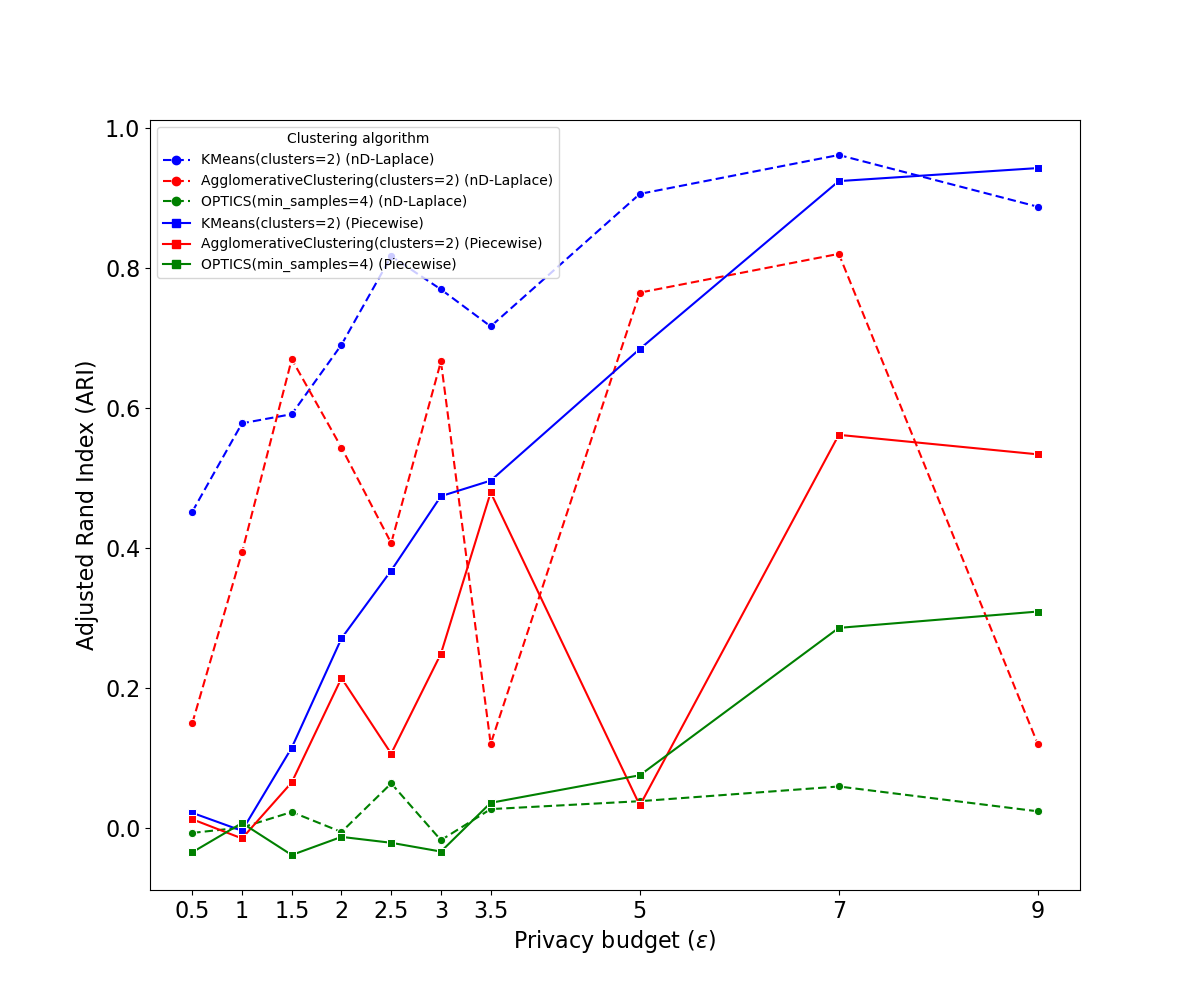 Clustering algorithm
KMeans(clusters=2) (nD-Laplace)
AgglomerativeClustering(clusters=2) (nD-Laplace)
OPTICS(min_samples=4) (nD-Laplace)
KMeans(clusters=2) (Piecewise)
AgglomerativeClustering(clusters=2) (Piecewise)
OPTICS(min_samples=4) (Piecewise)
1.0
0.8
0.6
0.4
0.2
0.0
Adjusted Rand Index (ARI)
0.5 1 1.5 2 2.5 3 3.5 5 7 9
Privacy budget (ε)